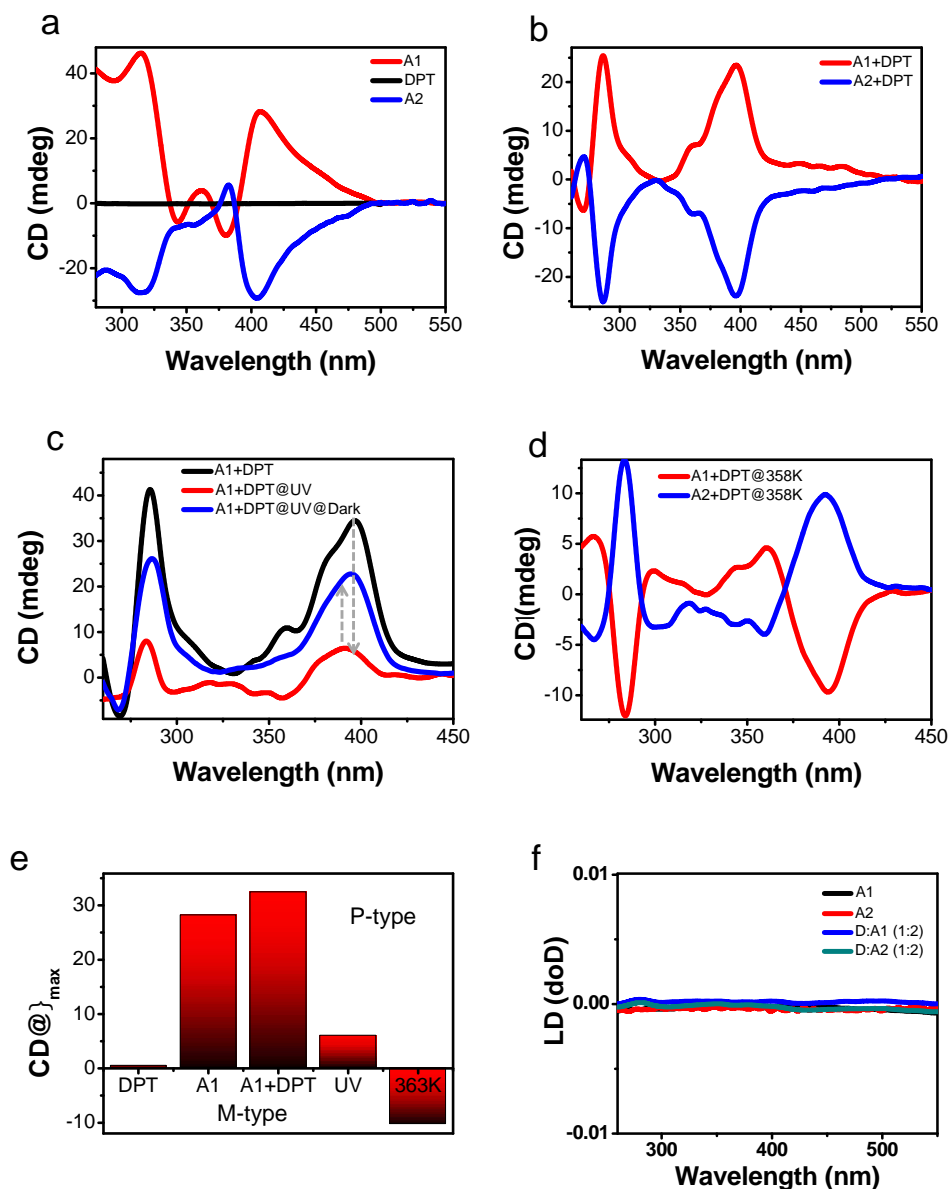 a
A1
DPT
A2
40
20
0
-20
CD (mdeg)
300 350 400 450 500 550
Wavelength (nm)
b
A1+DPT
A2+DPT
20
10
0
-10
-20
CD (mdeg)
300 350 400 450 500 550
Wavelength (nm)
c
A1+DPT
A1+DPT@UV
A1+DPT@UV@Dark
40
30
20
10
0
CD (mdeg)
300 350 400 450
Wavelength (nm)
d
A1+DPT@358K
A2+DPT@358K
10
5
0
-5
-10
300 350 400 450
Wavelength (nm)
e
30
20
10
0
-10
CD@}max
P-type
DPT A1 A1+DPT UV 363K
M-type
f
A1
A2
D:A1 (1:2)
D:A2 (1:2)
0.01
0.00
-0.01
LD (doD)
300 400 500
Wavelength (nm)